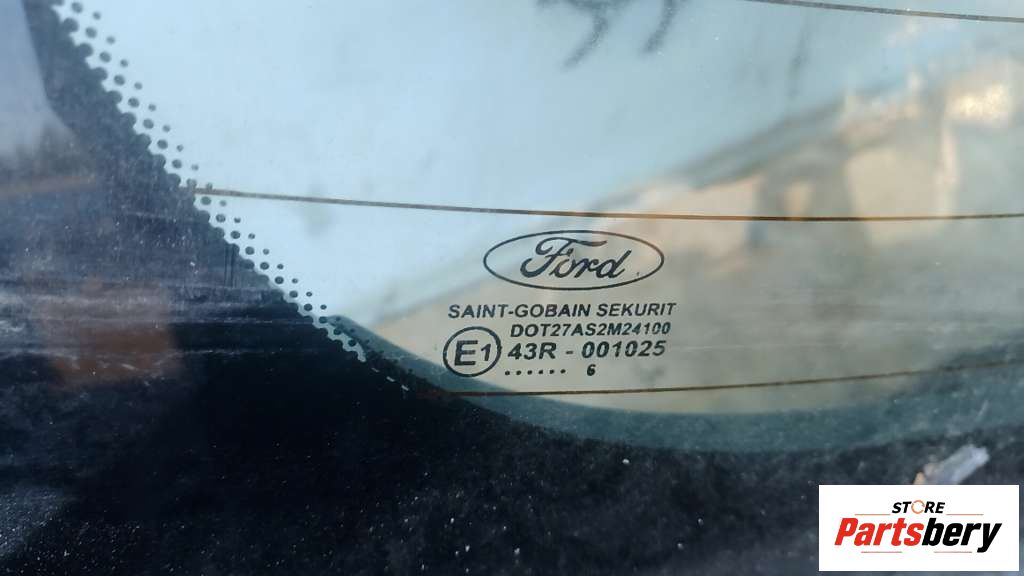 Ford
SAINT-GOBAIN SEKURIT
DOT27AS2M24100
E1 43R - 001025
...... 6
STORE
Partsbery